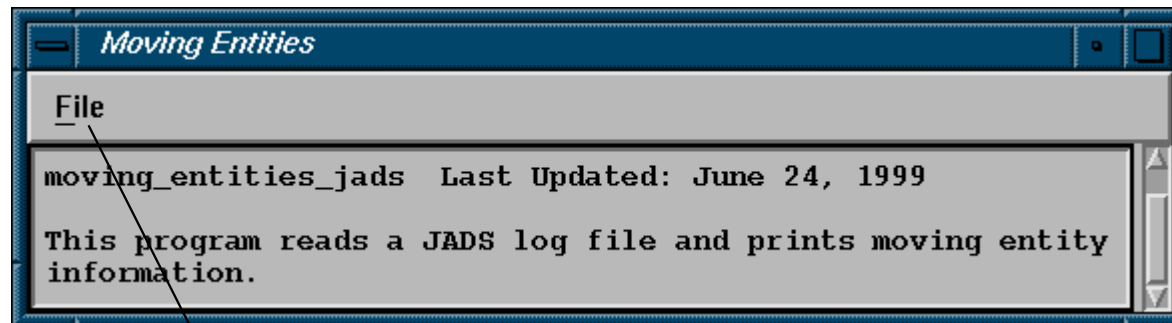 Moving Entities
File
moving_entities_jads Last Updated: June 24, 1999
This program reads a JADS log file and prints moving entity
information.